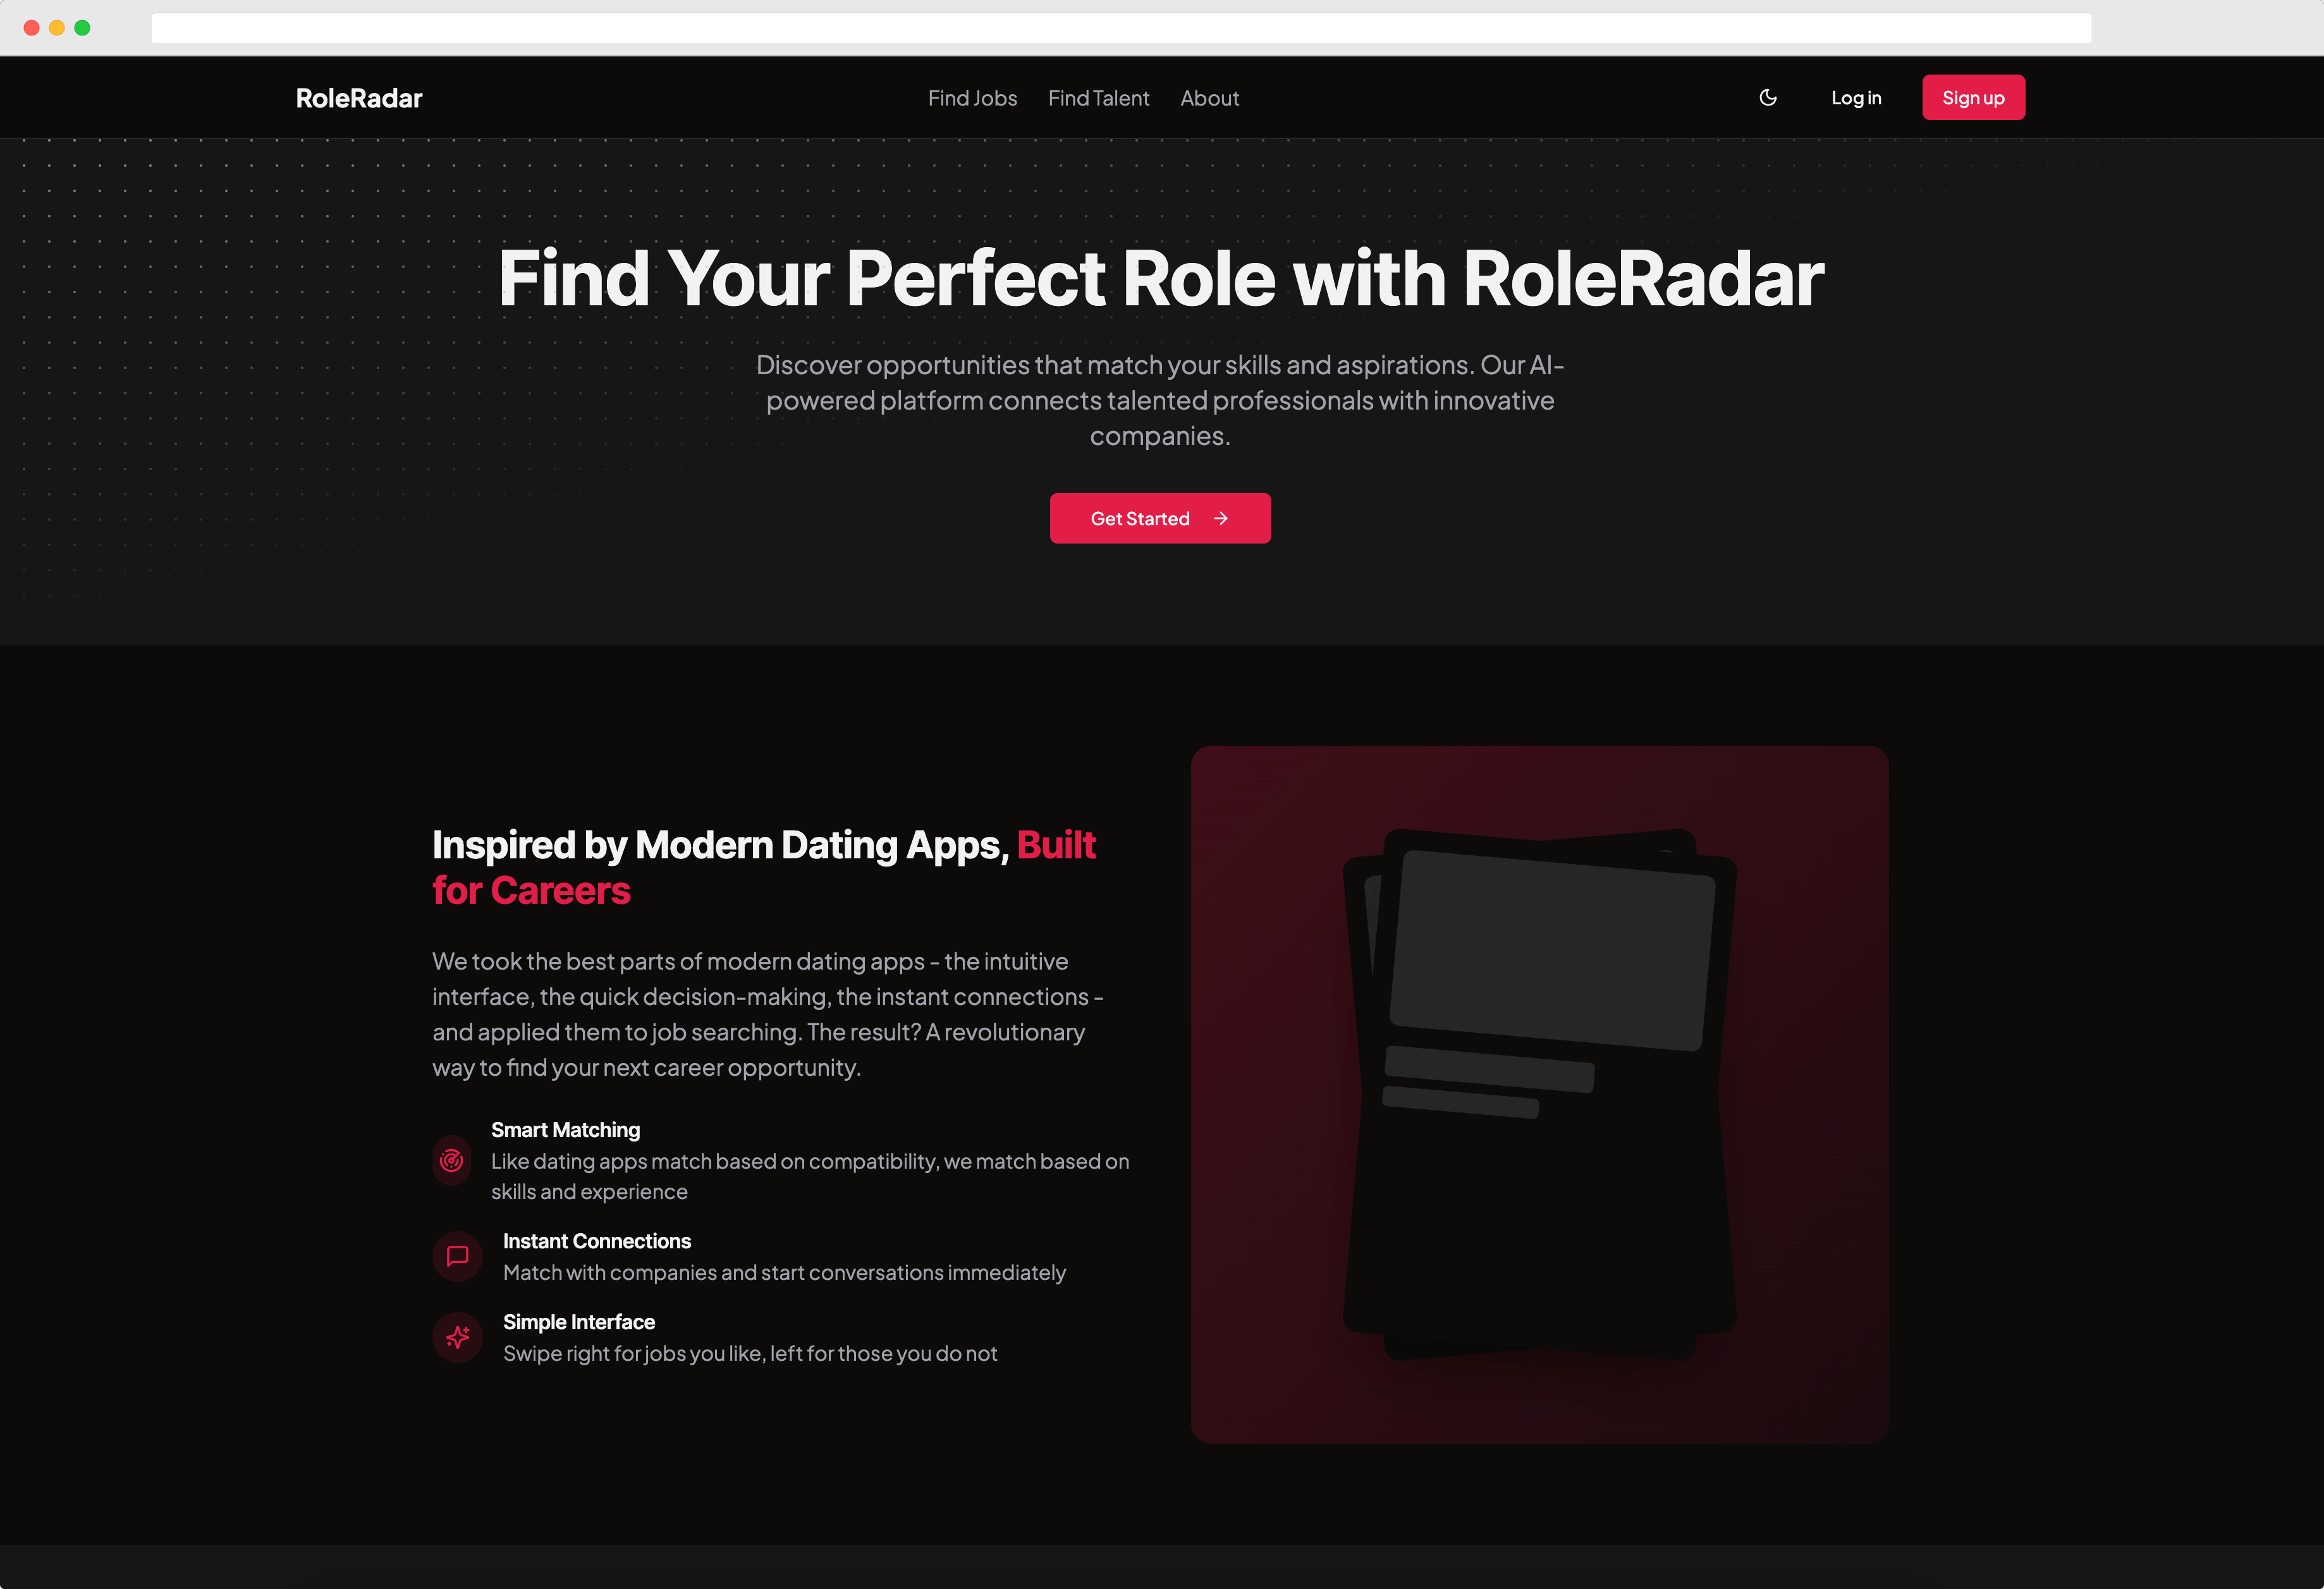 RoleRadar
Find Jobs
Find Talent
About
Log in
Sign up
Find Your Perfect Role with RoleRadar
Discover opportunities that match your skills and aspirations. Our AI-
powered platform connects talented professionals with innovative
companies.
Get Started
Inspired by Modern Dating Apps, Built
for Careers
We took the best parts of modern dating apps - the intuitive
interface, the quick decision-making, the instant connections -
and applied them to job searching. The result? A revolutionary
way to find your next career opportunity.
Smart Matching
Like dating apps match based on compatibility, we match based on
skills and experience
Instant Connections
Match with companies and start conversations immediately
Simple Interface
Swipe right for jobs you like, left for those you do not